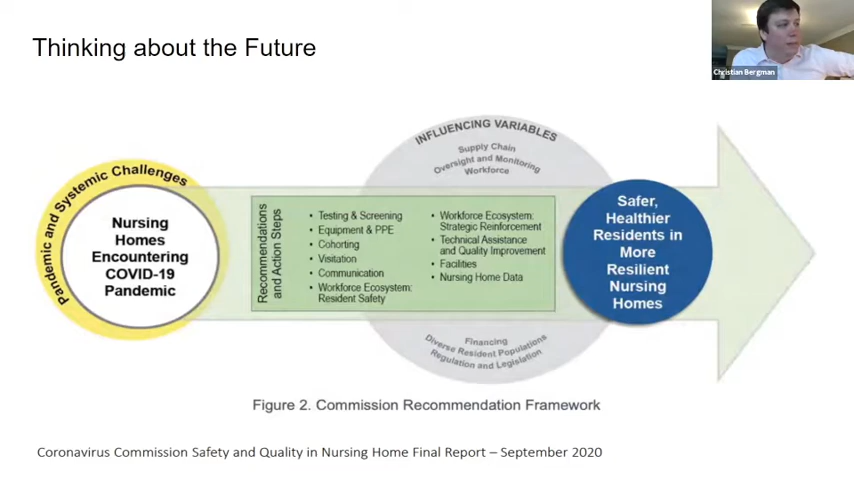 Thinking about the Future
Christian Bergman
Pandemic and Systemic Challenges
Nursing
Homes
Encountering
COVID-19
Pandemic
INFLUENCING VARIABLES
Supply Chain
Oversight and Monitoring
Workforce
Recommendations
and Action Steps
• Testing & Screening
• Equipment & PPE
• Cohorting
• Visitation
• Communication
• Workforce Ecosystem:
Resident Safety
• Workforce Ecosystem:
Strategic Reinforcement
• Technical Assistance
and Quality Improvement
• Facilities
• Nursing Home Data
Financing
Diverse Resident Populations
Regulation and Legislation
Safer,
Healthier
Residents in
More
Resilient
Nursing
Homes
Figure 2. Commission Recommendation Framework
Coronavirus Commission Safety and Quality in Nursing Home Final Report – September 2020